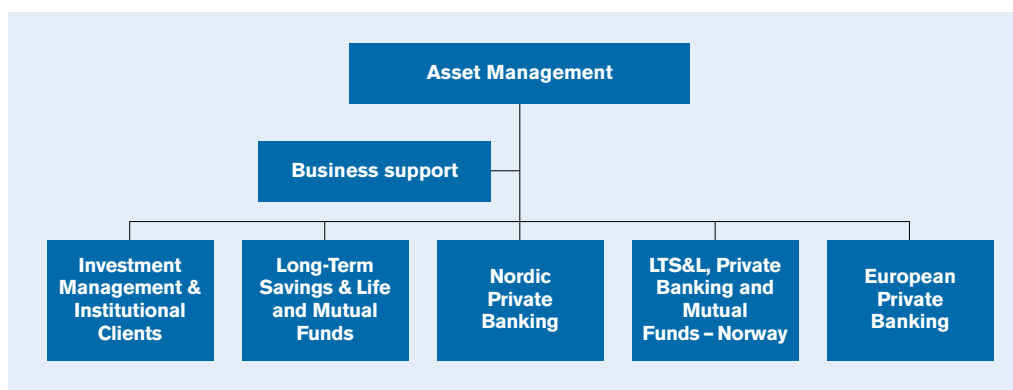 Asset Management
Business support
Investment
Management &
Institutional
Clients
Long-Term
Savings & Life
and Mutual
Funds
Nordic
Private
Banking
LTS&L, Private
Banking and
Mutual
Funds – Norway
European
Private
Banking